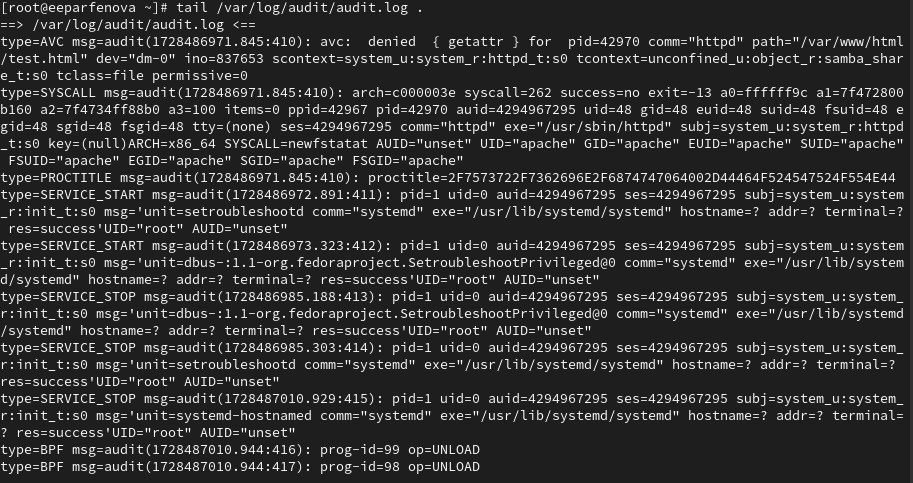 [root@eeparfenova ~]# tail /var/log/audit/audit.log .
==> /var/log/audit/audit.log <==
type=AVC msg=audit(1728486971.845:410): avc:  denied  { getattr } for  pid=42970 comm="httpd" path="/var/www/html
/test.html" dev="dm-0" ino=837653 scontext=system_u:system_r:httpd_t:s0 tcontext=unconfined_u:object_r:samba_shar
e_t:s0 tclass=file permissive=0
type=SYSCALL msg=audit(1728486971.845:410): arch=c000003e syscall=262 success=no exit=-13 a0=ffffff9c a1=7f472800
b160 a2=7f4734ff88b0 a3=100 items=0 ppid=42967 pid=42970 auid=4294967295 uid=48 gid=48 euid=48 suid=48 fsuid=48 e
gid=48 sgid=48 fsgid=48 tty=(none) ses=4294967295 comm="httpd" exe="/usr/sbin/httpd" subj=system_u:system_r:httpd
_t:s0 key=(null)ARCH=x86_64 SYSCALL=newfstatat AUID="unset" UID="apache" GID="apache" EUID="apache" SUID="apache"
 FSUID="apache" EGID="apache" SGID="apache" FSGID="apache"
type=PROCTITLE msg=audit(1728486971.845:410): proctitle=2F7573722F7362696E2F6874747064002D44464F524547524F554E44
type=SERVICE_START msg=audit(1728486972.891:411): pid=1 uid=0 auid=4294967295 ses=4294967295 subj=system_u:system
_r:init_t:s0 msg='unit=setroubleshootd comm="systemd" exe="/usr/lib/systemd/systemd" hostname=? addr=? terminal=?
 res=success'UID="root" AUID="unset"
type=SERVICE_START msg=audit(1728486973.323:412): pid=1 uid=0 auid=4294967295 ses=4294967295 subj=system_u:system
_r:init_t:s0 msg='unit=dbus-:1.1-org.fedoraproject.SetroubleshootPrivileged@0 comm="systemd" exe="/usr/lib/system
d/systemd" hostname=? addr=? terminal=? res=success'UID="root" AUID="unset"
type=SERVICE_STOP msg=audit(1728486985.188:413): pid=1 uid=0 auid=4294967295 ses=4294967295 subj=system_u:system_
r:init_t:s0 msg='unit=dbus-:1.1-org.fedoraproject.SetroubleshootPrivileged@0 comm="systemd" exe="/usr/lib/systemd
/systemd" hostname=? addr=? terminal=? res=success'UID="root" AUID="unset"
type=SERVICE_STOP msg=audit(1728486985.303:414): pid=1 uid=0 auid=4294967295 ses=4294967295 subj=system_u:system_
r:init_t:s0 msg='unit=setroubleshootd comm="systemd" exe="/usr/lib/systemd/systemd" hostname=? addr=? terminal=? 
res=success'UID="root" AUID="unset"
type=SERVICE_STOP msg=audit(1728487010.929:415): pid=1 uid=0 auid=4294967295 ses=4294967295 subj=system_u:system_
r:init_t:s0 msg='unit=systemd-hostnamed comm="systemd" exe="/usr/lib/systemd/systemd" hostname=? addr=? terminal=
? res=success'UID="root" AUID="unset"
type=BPF msg=audit(1728487010.944:416): prog-id=99 op=UNLOAD
type=BPF msg=audit(1728487010.944:417): prog-id=98 op=UNLOAD